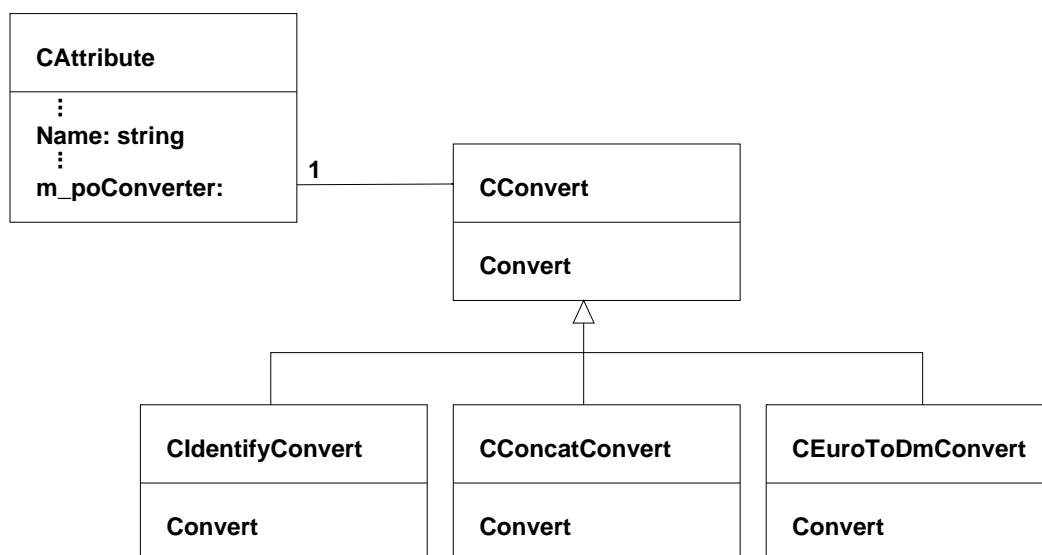 CAttribute
⋮
Name: string
⋮
m_poConverter:
1
CConvert
Convert
CIdentifyConvert
CConcatConvert
CEuroToDmConvert
Convert
Convert
Convert